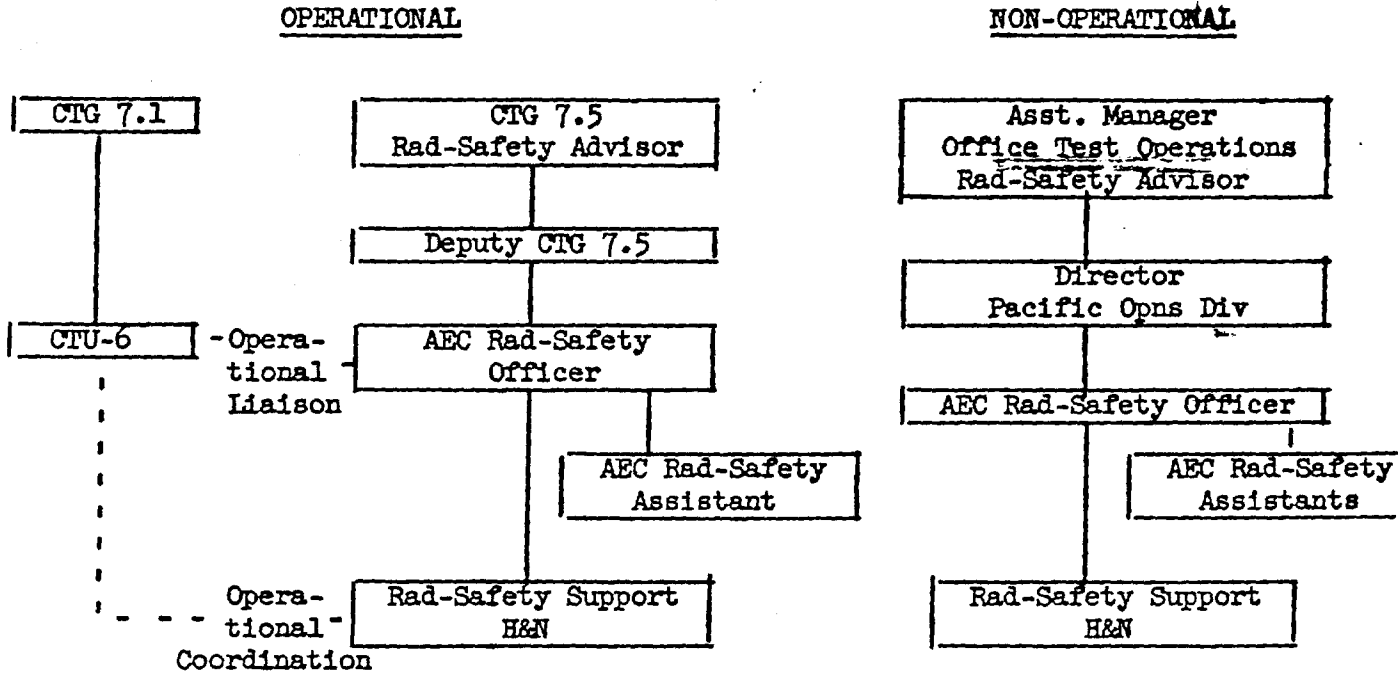 OPERATIONAL
CTG 7.1
CTG 7.5
Rad-Safety Advisor
Deputy CTG 7.5
CTU-6
-Opera-
tional -
Liaison
AEC Rad-Safety
Officer
AEC Rad-Safety
Assistant
Opera-
tional-
Coordination
Rad-Safety Support
H&N
NON-OPERATIONAL
Asst. Manager
Office Test Operations
Rad-Safety Advisor
Director
Pacific Opns Div
AEC Rad-Safety Officer
AEC Rad-Safety
Assistants
Rad-Safety Support
H&N